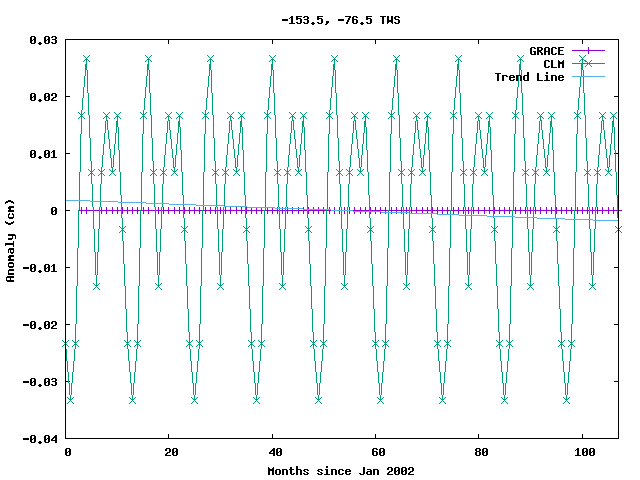 -153.5, -76.5 TWS
GRACE
CLM
Trend Line
0.03
0.02
0.01
0
-0.01
-0.02
-0.03
-0.04
Anomaly (cm)
0 20 40 60 80 100
Months since Jan 2002